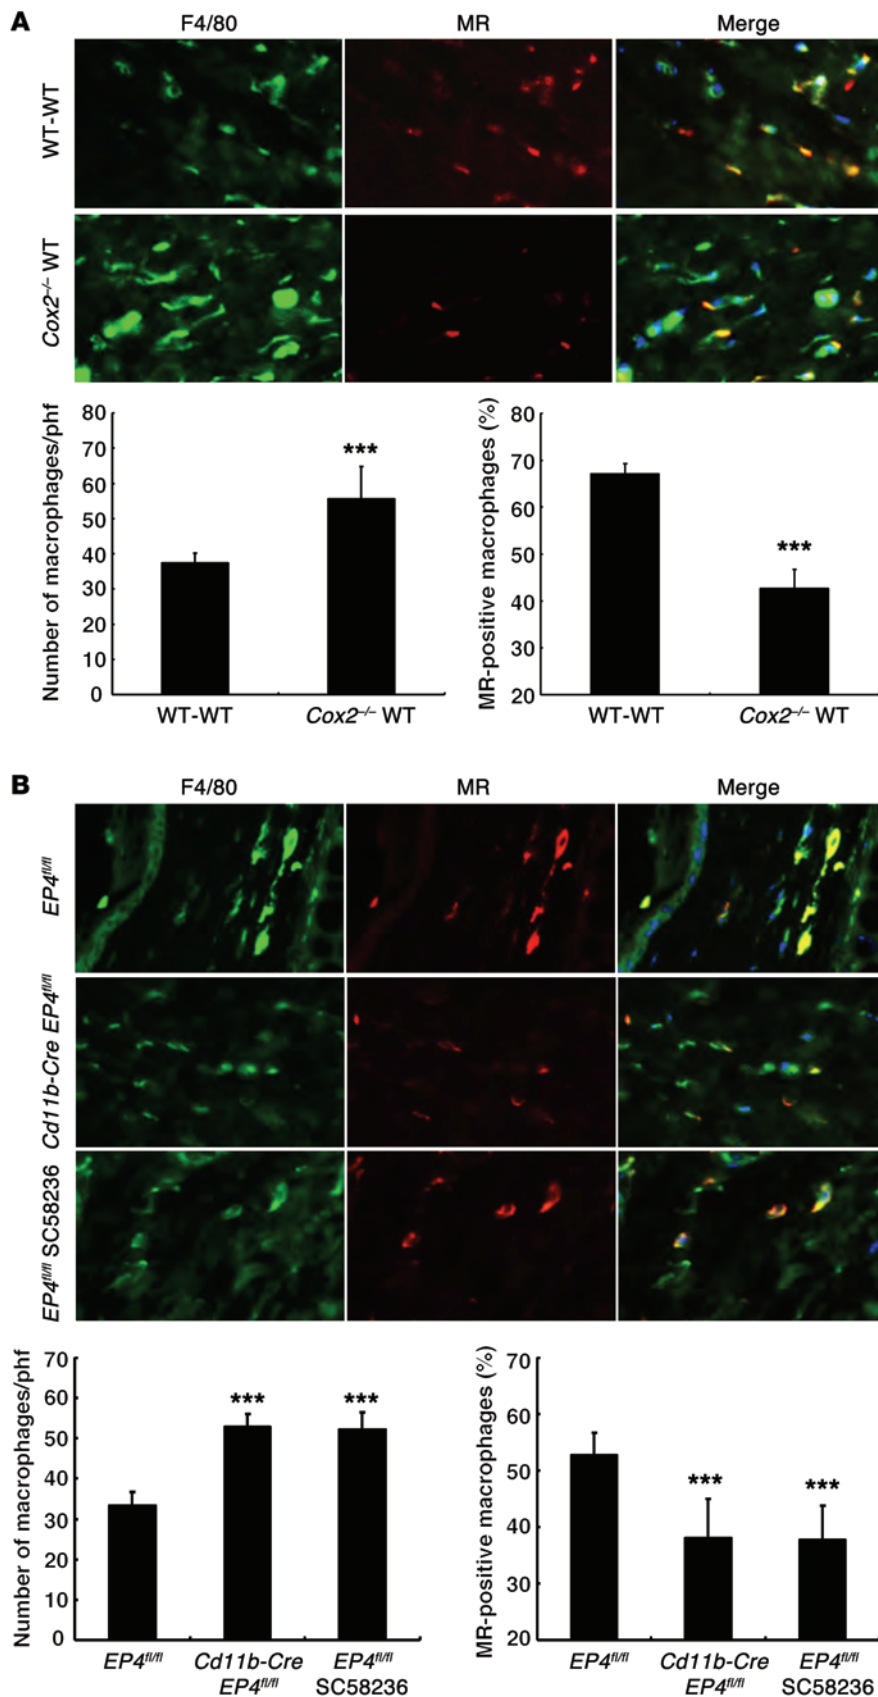 A
F4/80 MR Merge
WT-WT
Cox2–/– WT
Number of macrophages/phf
80
70
60
50
40
30
20
10
0
***
WT-WT Cox2–/– WT
MR-positive macrophages (%)
80
70
60
50
40
30
20
***
WT-WT Cox2–/– WT
B
F4/80 MR Merge
EP4fl/fl
Cd11b-Cre EP4fl/fl
EP4fl/fl SC58236
Number of macrophages/phf
70
60
50
40
30
20
10
0
*** ***
EP4fl/fl Cd11b-Cre EP4fl/fl
EP4fl/fl SC58236
MR-positive macrophages (%)
70
60
50
40
30
20
*** ***
EP4fl/fl Cd11b-Cre EP4fl/fl
EP4fl/fl SC58236